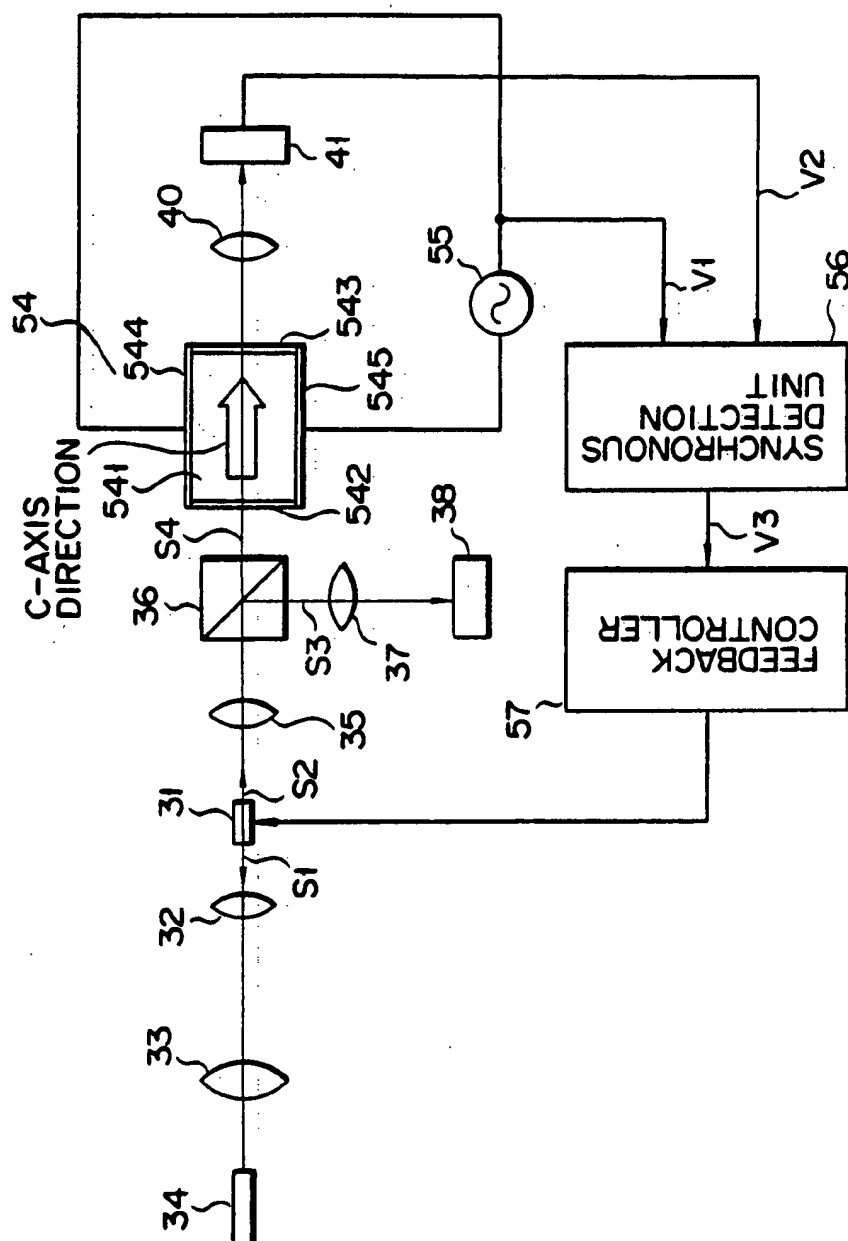 34
33
32
S1
31
S2
35
36
S4
S3
37
38
C-AXIS
DIRECTION
541
542
54
544
543
545
40
41
55
V1
V2
SYNCHRONOUS
DETECTION
UNIT
56
V3
FEEDBACK
CONTROLLER
57